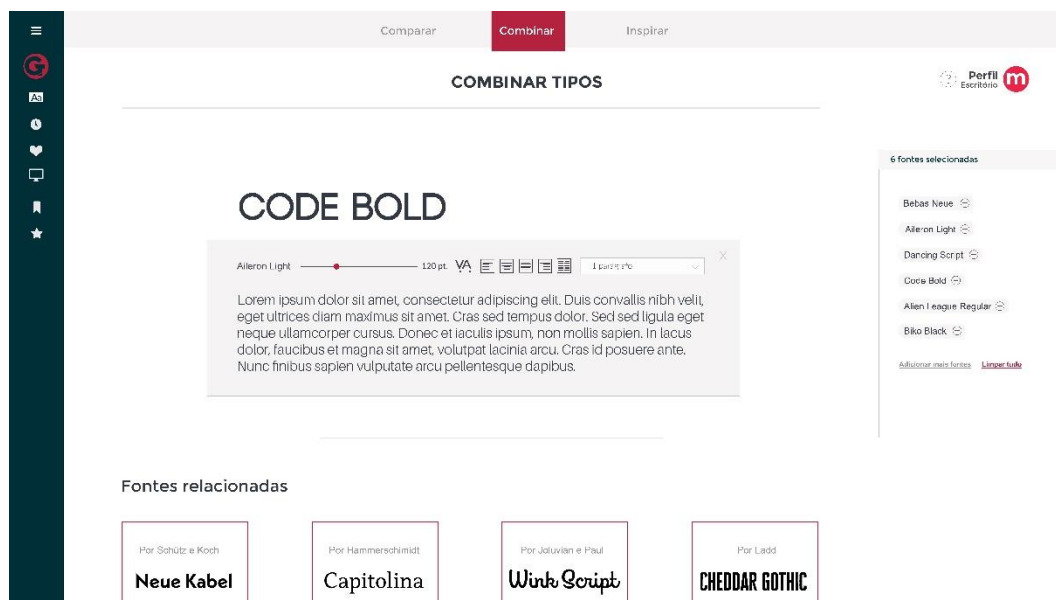 Comparar
Combinar
Inspirar
COMBINAR TIPOS
Perfil
Escritório
m
G
Aa
6 fontes selecionadas
Bebas Neue
Aileron Light
Dancing Script
Code Bold
Alien League Regular
Biko Black
Adicionar mais fontes Limpar tudo
CODE BOLD
Aileron Light 120 pt. VA 1 parágrafo X
Lorem ipsum dolor sit amet, consectetur adipiscing elit. Duis convallis nibh velit,
eget ultrices diam maximus sit amet. Cras sed tempus dolor. Sed sed ligula eget
neque ullamcorper cursus. Donec et iaculis ipsum, non mollis sapien. In lacus
dolor, faucibus et magna sit amet, volutpat lacinia arcu. Cras id posuere ante.
Nunc finibus sapien vulputate arcu pellentesque dapibus.
Fontes relacionadas
Por Schütz e Koch
Neue Kabel
Por Hammerschimidt
Capitolina
Por Joluvian e Paul
Wink Script
Por Ladd
CHEDDAR GOTHIC